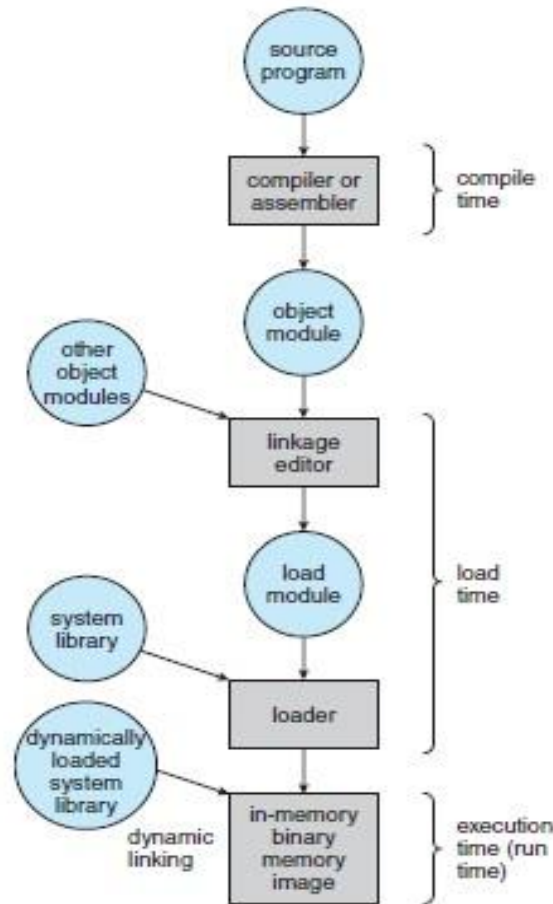 source
program
compiler or
assembler
compile
time
object
module
other
object
modules
linkage
editor
load
module
load
time
system
library
loader
dynamically
loaded
system
library
dynamic
linking
in-memory
binary
memory
image
execution
time (run
time)